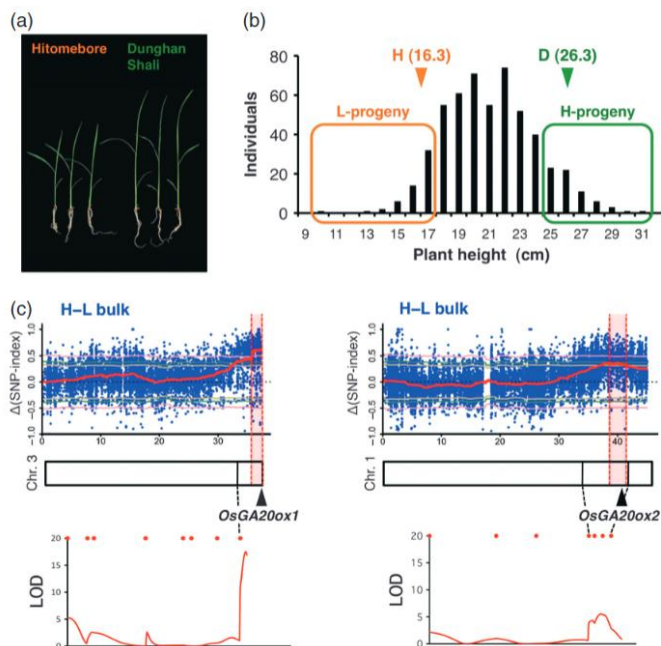 (a)
Hitomebore
Dunghan
Shali
(b)
H (16.3)
D (26.3)
L-progeny
H-progeny
Individuals
80
60
40
20
0
9 11 13 15 17 19 21 23 25 27 29 31
Plant height (cm)
(c)
H–L bulk
Δ(SNP-index)
1.0
0.5
0.0
−0.5
−1.0
0 10 20 30
Chr. 3
OsGA20ox1
LOD
20
15
10
5
0
H–L bulk
Δ(SNP-index)
1.0
0.5
0.0
−0.5
−1.0
0 10 20 30 40
Chr. 1
OsGA20ox2
LOD
20
15
10
5
0